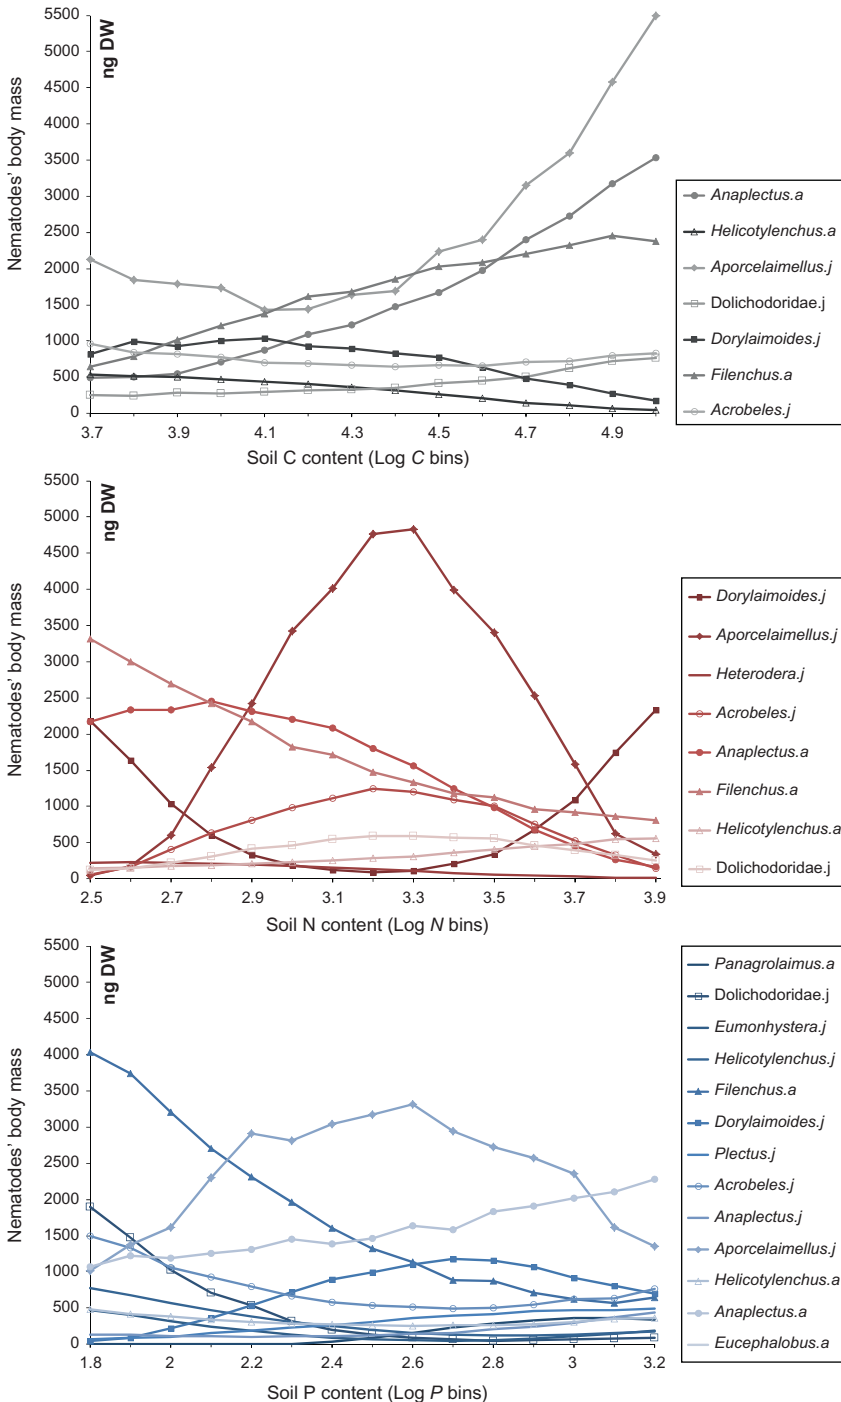 5500
5000
4500
4000
3500
3000
2500
2000
1500
1000
500
0
Nematodes' body mass
ng DW
3.7 3.9 4.1 4.3 4.5 4.7 4.9
Soil C content (Log C bins)
Anaplectus.a
Helicotylenchus.a
Aporcelaimellus.j
Dolichodoridae.j
Dorylaimoides.j
Filenchus.a
Acrobeles.j
5500
5000
4500
4000
3500
3000
2500
2000
1500
1000
500
0
Nematodes' body mass
ng DW
2.5 2.7 2.9 3.1 3.3 3.5 3.7 3.9
Soil N content (Log N bins)
Dorylaimoides.j
Aporcelaimellus.j
Heterodera.j
Acrobeles.j
Anaplectus.a
Filenchus.a
Helicotylenchus.a
Dolichodoridae.j
5500
5000
4500
4000
3500
3000
2500
2000
1500
1000
500
0
Nematodes' body mass
ng DW
1.8 2 2.2 2.4 2.6 2.8 3 3.2
Soil P content (Log P bins)
Panagrolaimus.a
Dolichodoridae.j
Eumonhystera.j
Helicotylenchus.j
Filenchus.a
Dorylaimoides.j
Plectus.j
Acrobeles.j
Anaplectus.j
Aporcelaimellus.j
Helicotylenchus.a
Anaplectus.a
Eucephalobus.a